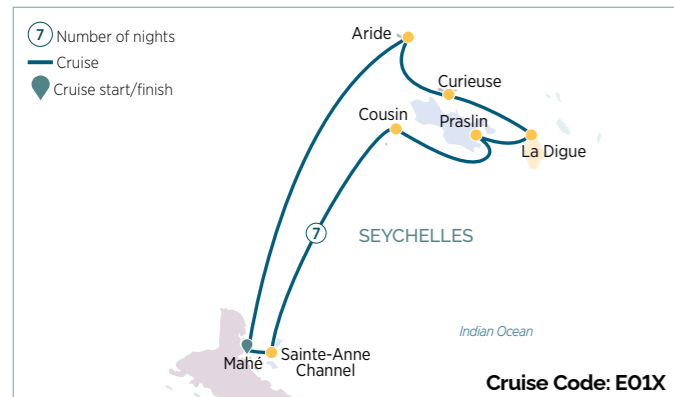 7 Number of nights
Cruise
Cruise start/finish
Aride
Curieuse
Cousin
Praslin
La Digue
7
SEYCHELLES
Indian Ocean
Mahé
Sainte-Anne
Channel
Cruise Code: E01X